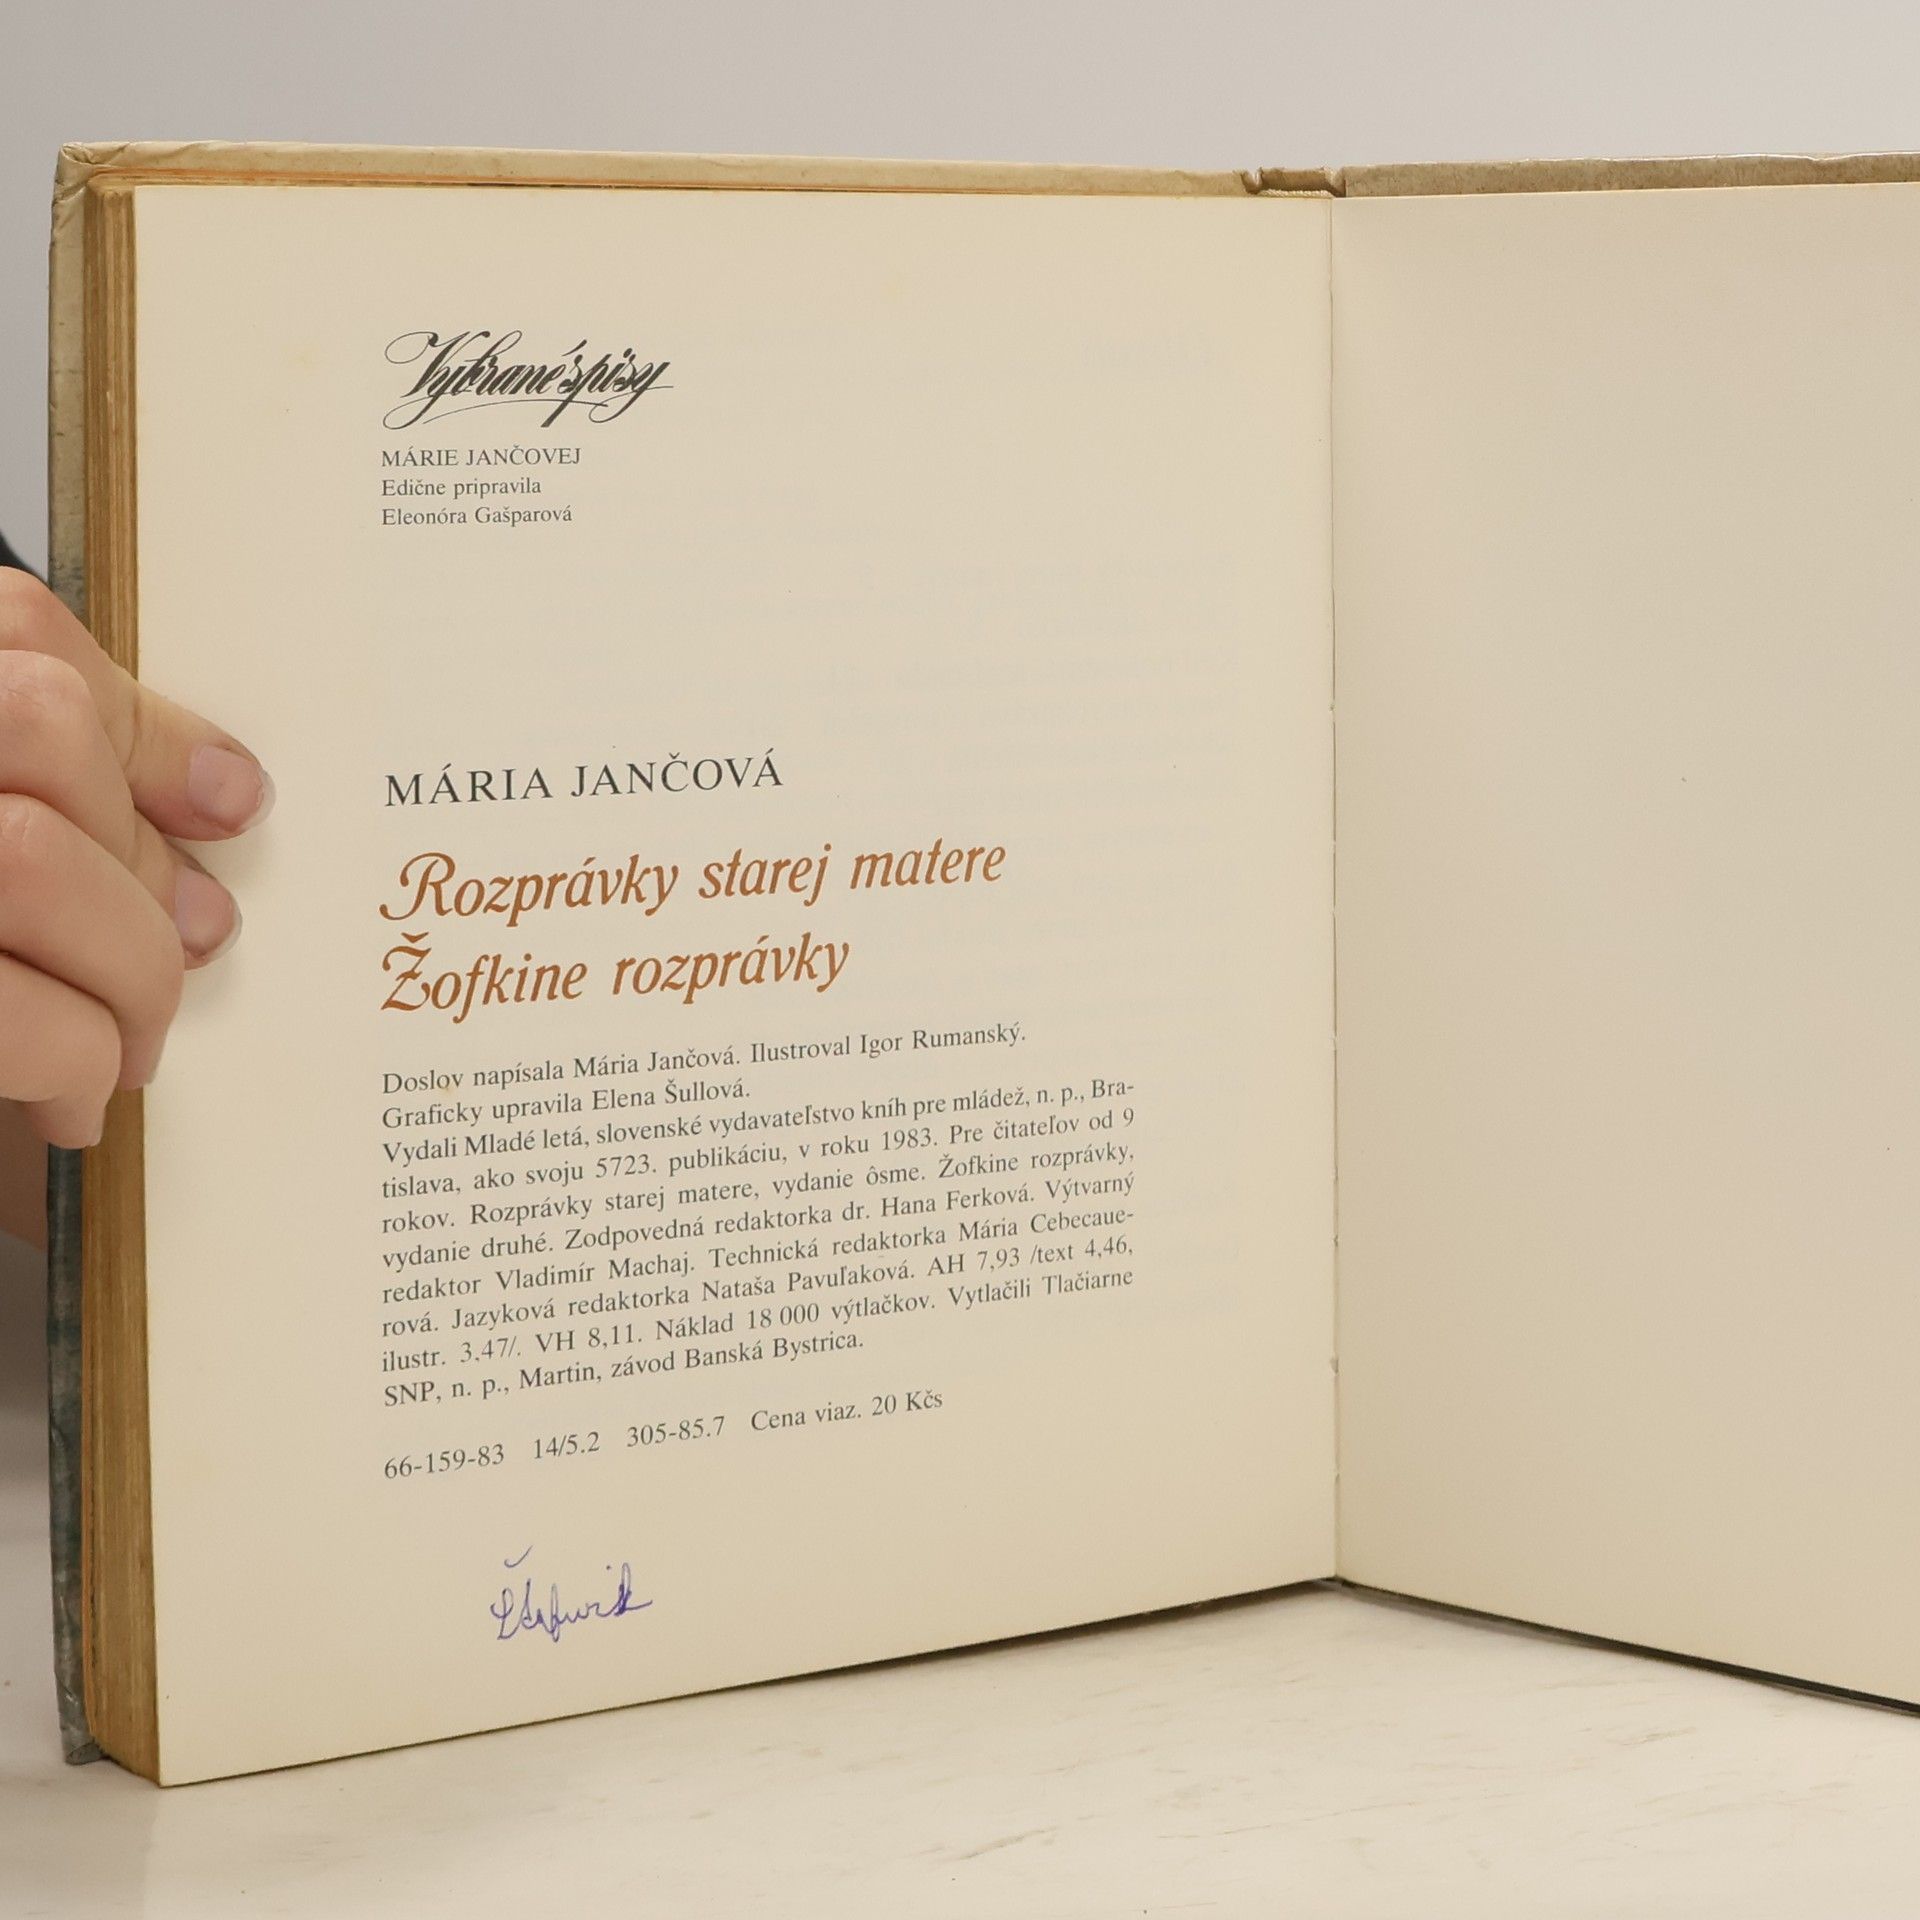 Vybrané spisy
MÁRIE JANČOVEJ
Edične pripravila
Eleonóra Gašparová
MÁRIA JANČOVÁ
Rozprávky starej matere
Žofkine rozprávky
Doslov napísala Mária Jančová. Ilustroval Igor Rumanský.
Graficky upravila Elena Šullová.
Vydali Mladé letá, slovenské vydavateľstvo kníh pre mládež, n. p., Bra-
tislava, ako svoju 5723. publikáciu, v roku 1983. Pre čitateľov od 9
rokov. Rozprávky starej matere, vydanie ôsme. Žofkine rozprávky,
vydanie druhé. Zodpovedná redaktorka dr. Hana Ferková. Výtvarný
redaktor Vladimír Machaj. Technická redaktorka Mária Cebecaue-
rová. Jazyková redaktorka Nataša Pavuľaková. AH 7,93 /text 4,46,
ilustr. 3,47/. VH 8,11. Náklad 18 000 výtlačkov. Vytlačili Tlačiarne
SNP, n. p., Martin, závod Banská Bystrica.
66-159-83 14/5.2 305-85.7 Cena viaz. 20 Kčs